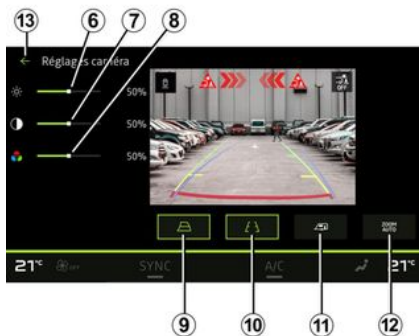 13 6 7 8
Réglages caméra
50%
50%
50%
OFF
ZOOM AUTO
21°C OFF SYNC A/C 21°C
9 10 11 12